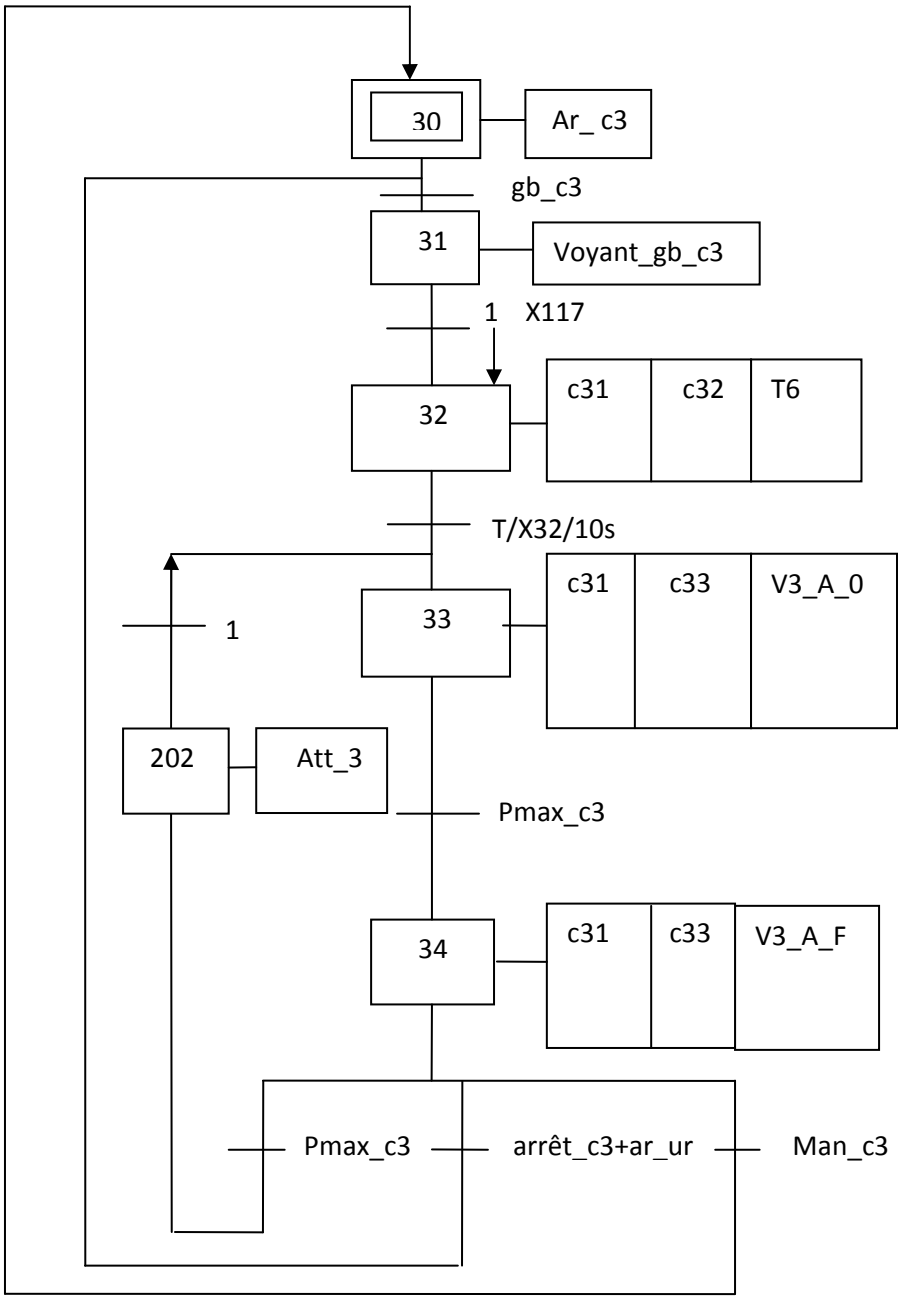 30 Ar_ c3
gb_c3
31 Voyant_gb_c3
1 X117
32 c31 c32 T6
T/X32/10s
33 c31 c33 V3_A_0
1
202 Att_3
Pmax_c3
34 c31 c33 V3_A_F
Pmax_c3 arrêt_c3+ar_ur Man_c3